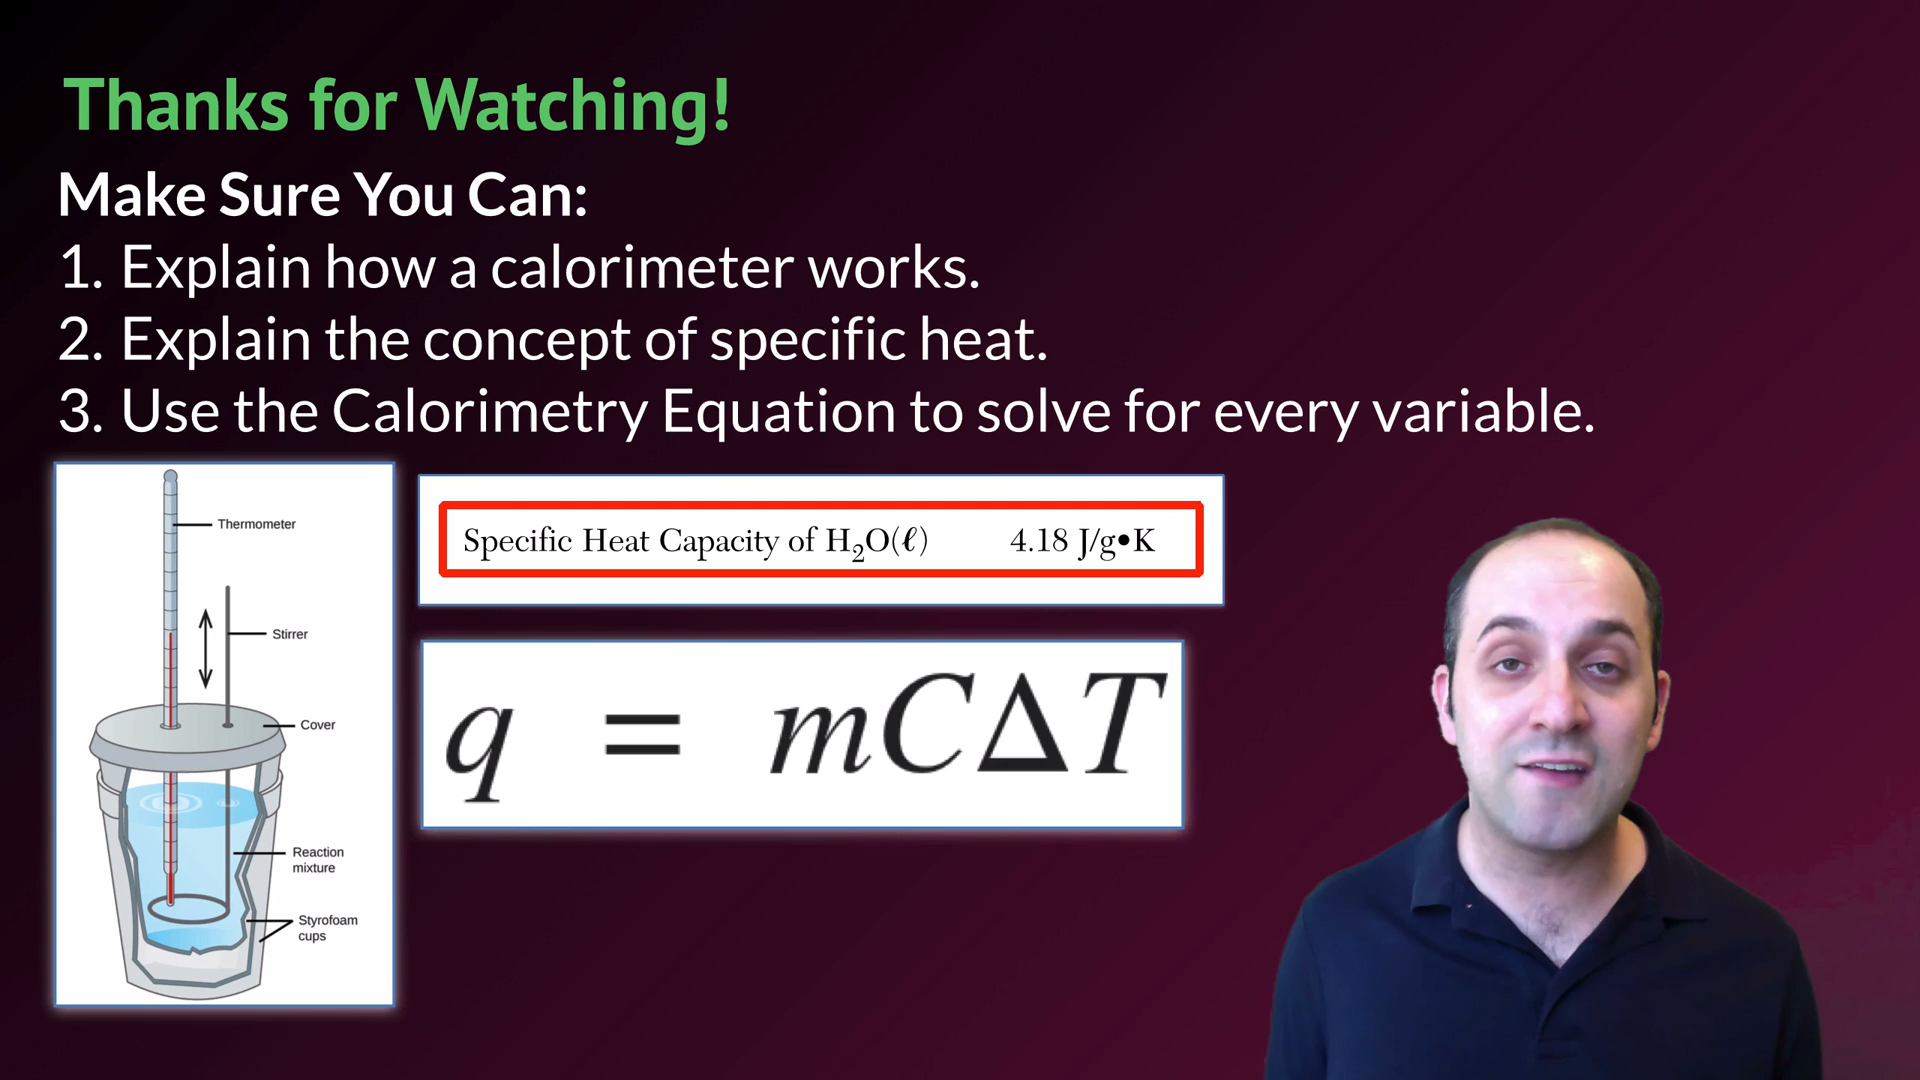 Thanks for Watching!
Make Sure You Can:
1. Explain how a calorimeter works.
2. Explain the concept of specific heat.
3. Use the Calorimetry Equation to solve for every variable.
Thermometer
Stirrer
Cover
Reaction
mixture
Styrofoam
cups
Specific Heat Capacity of H₂O(ℓ) 4.18 J/g•K
q = mCΔT